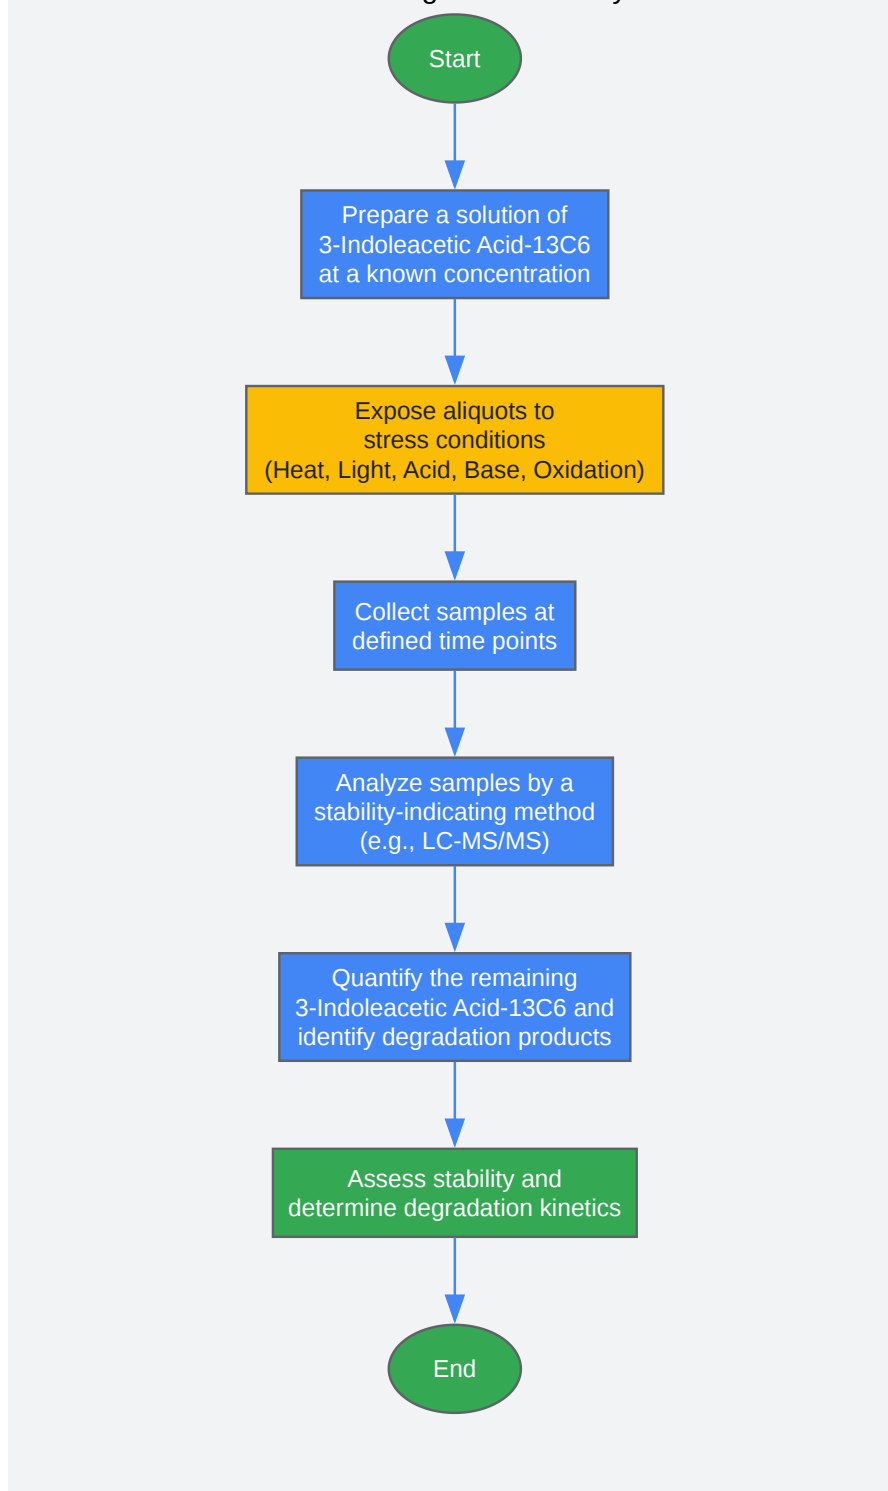 Start
Prepare a solution of
3-Indoleacetic Acid-13C6
at a known concentration
Expose aliquots to
stress conditions
(Heat, Light, Acid, Base, Oxidation)
Collect samples at
defined time points
Analyze samples by a
stability-indicating method
(e.g., LC-MS/MS)
Quantify the remaining
3-Indoleacetic Acid-13C6 and
identify degradation products
Assess stability and
determine degradation kinetics
End